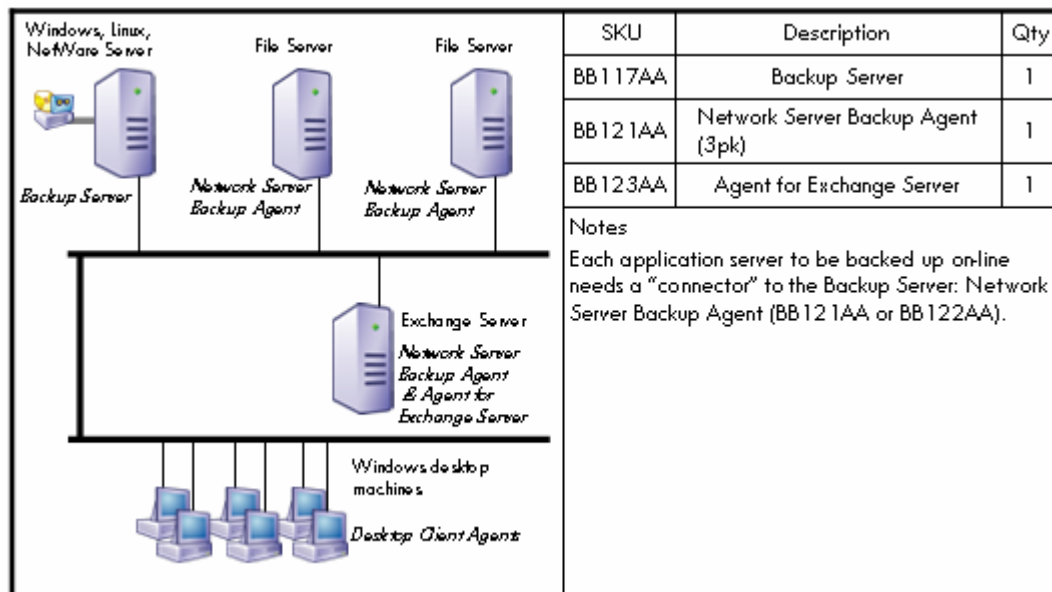 Windows, Linux,
NetWare Server
File Server
File Server
Backup Server
Network Server
Backup Agent
Network Server
Backup Agent
Exchange Server
Network Server
Backup Agent
& Agent for
Exchange Server
Windows desktop
machines
Desktop Client Agents
SKU Description Qty
BB117AA Backup Server 1
BB121AA Network Server Backup Agent (3pk) 1
BB123AA Agent for Exchange Server 1
Notes
Each application server to be backed up on-line
needs a "connector" to the Backup Server: Network
Server Backup Agent (BB121AA or BB122AA).